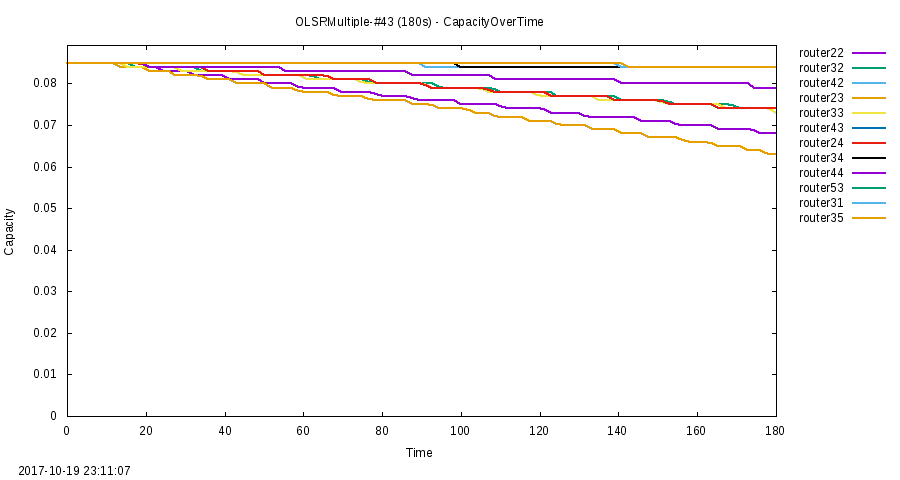 OLSRMultiple-#43 (180s) - CapacityOverTime
router22
router32
router42
router23
router33
router43
router24
router34
router44
router53
router31
router35
Capacity
0.08
0.07
0.06
0.05
0.04
0.03
0.02
0.01
0
0 20 40 60 80 100 120 140 160 180
Time
2017-10-19 23:11:07